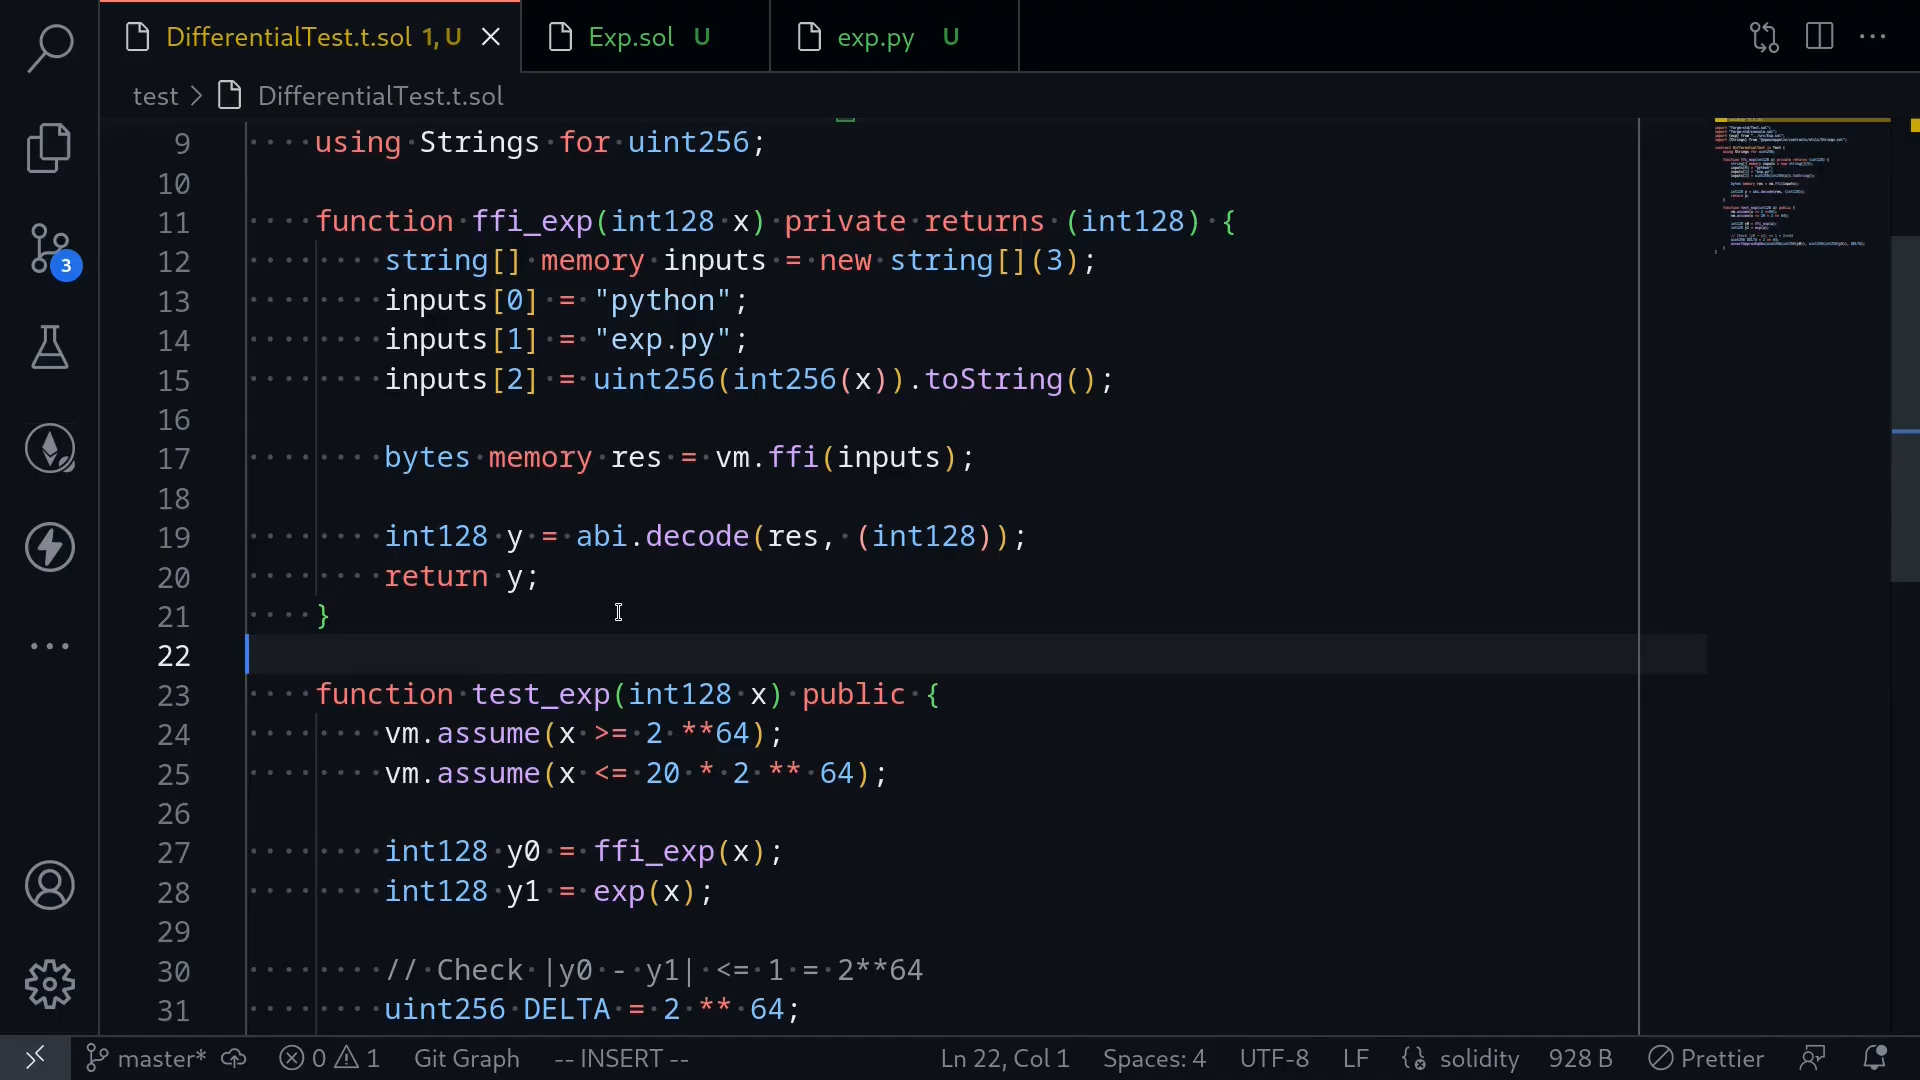 DifferentialTest.t.sol 1, U
Exp.sol U
exp.py U
test > DifferentialTest.t.sol
9 using Strings for uint256;
10
11 function ffi_exp(int128 x) private returns (int128) {
12 string[] memory inputs = new string[](3);
13 inputs[0] = "python";
14 inputs[1] = "exp.py";
15 inputs[2] = uint256(int256(x)).toString();
16
17 bytes memory res = vm.ffi(inputs);
18
19 int128 y = abi.decode(res, (int128));
20 return y;
21 }
22
23 function test_exp(int128 x) public {
24 vm.assume(x >= 2 **64);
25 vm.assume(x <= 20 * 2 ** 64);
26
27 int128 y0 = ffi_exp(x);
28 int128 y1 = exp(x);
29
30 // Check |y0 - y1| <= 1 = 2**64
31 uint256 DELTA = 2 ** 64;
3
master* 0 1 Git Graph -- INSERT -- Ln 22, Col 1 Spaces: 4 UTF-8 LF solidity 928 B Prettier